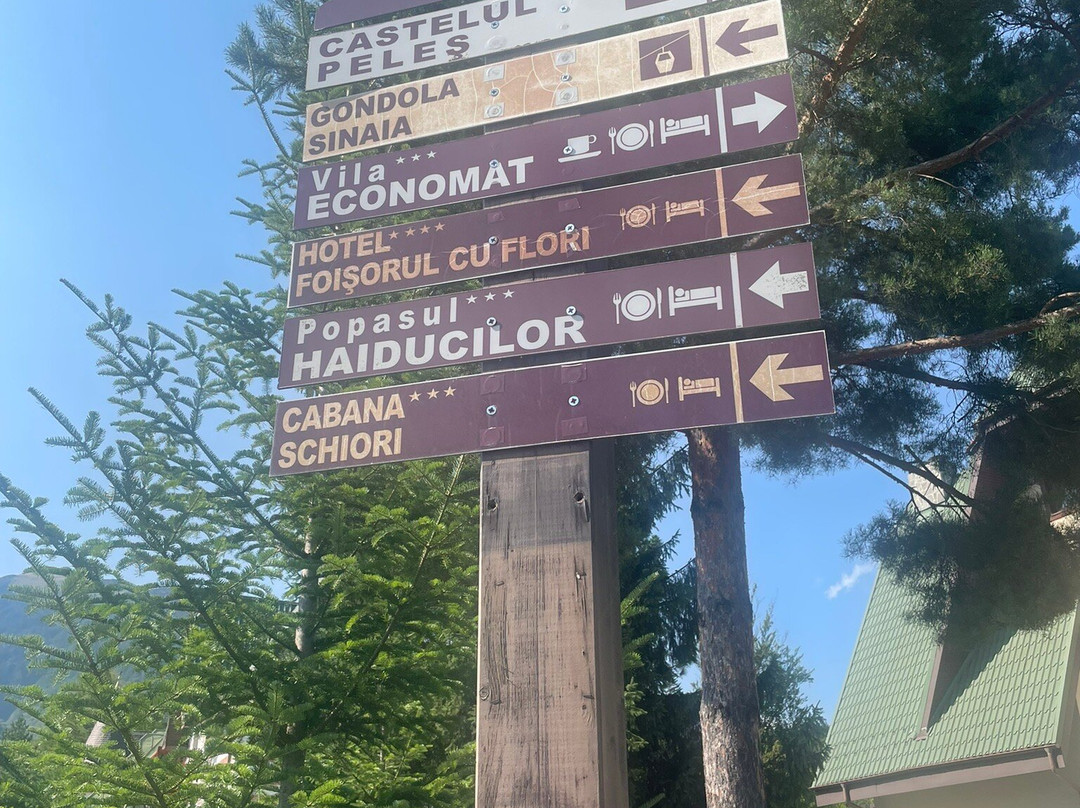 CASTELUL
PELEŞ
GONDOLA
SINAIA
Vila ***
ECONOMAT
HOTEL ****
FOIŞORUL CU FLORI
Popasul ***
HAIDUCILOR
CABANA ***
SCHIORI